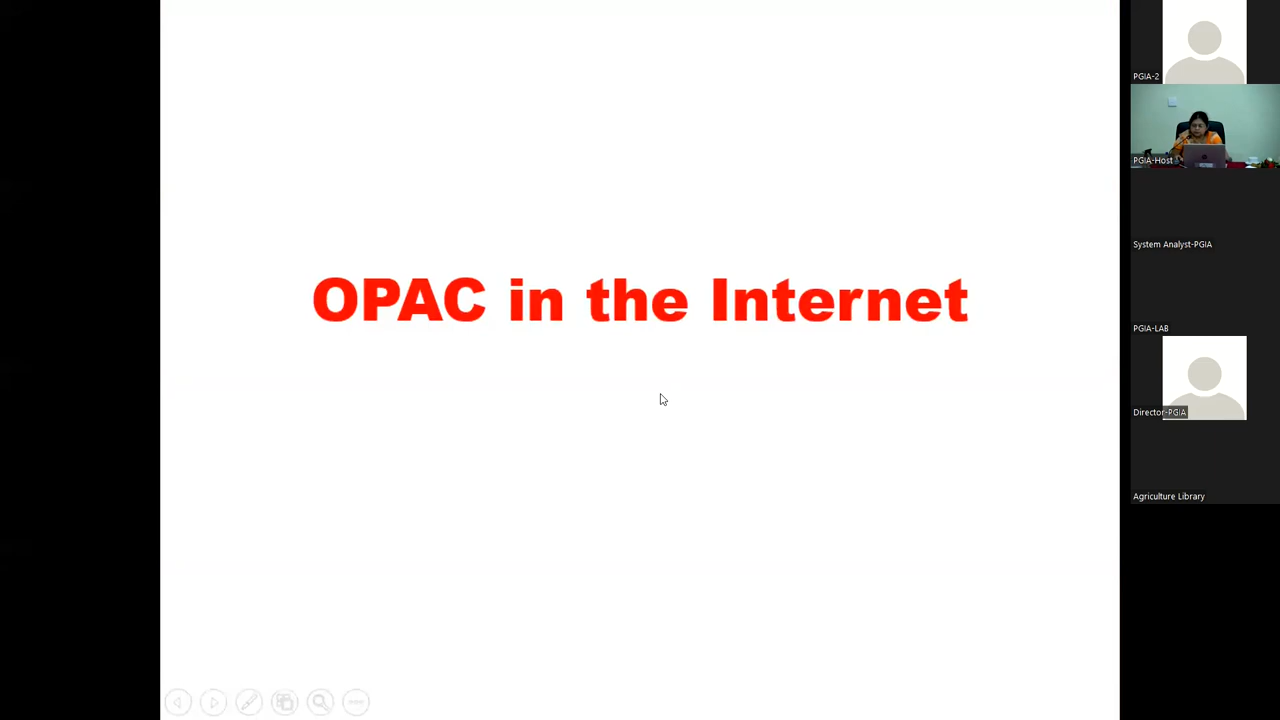 OPAC in the Internet
PGIA-2
PGIA-Host
System Analyst-PGIA
PGIA-LAB
Director-PGIA
Agriculture Library